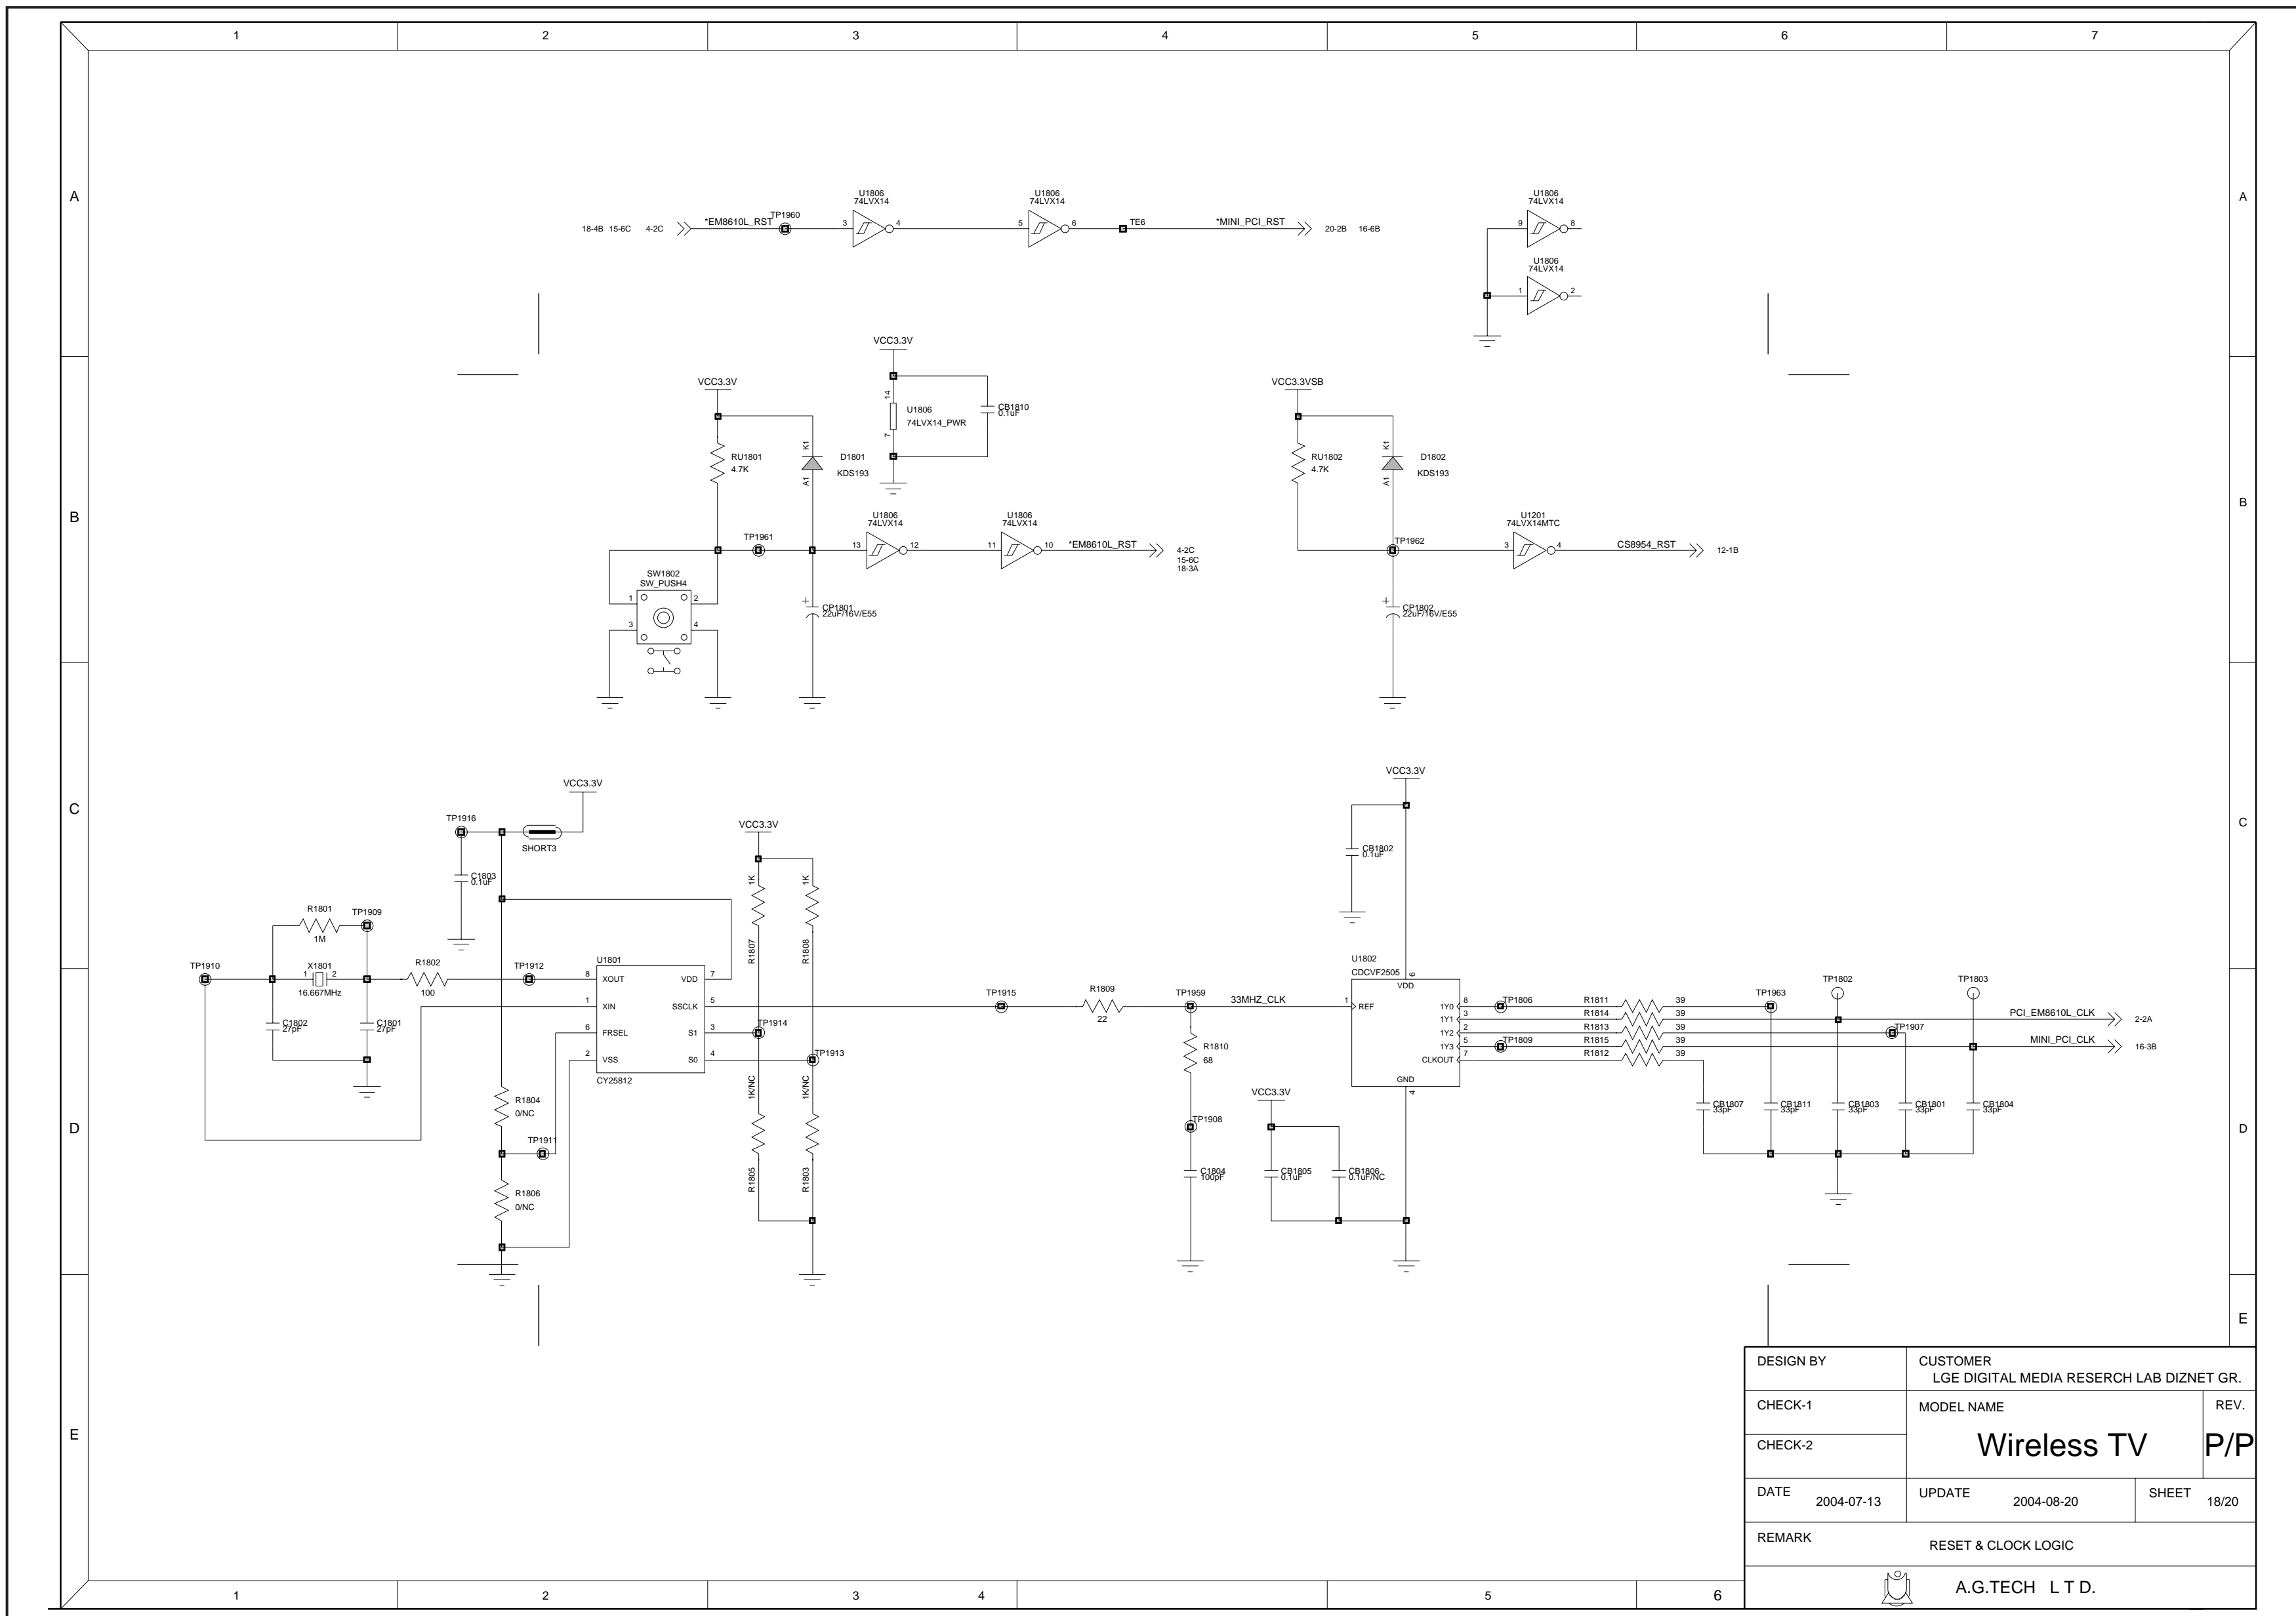 1 2 3 4 5 6 7
A
A
U1806
74LVX14
U1806
74LVX14
U1806
74LVX14
18-4B 15-6C 4-2C
*EM8610L_RST
TP1960
3 4
5 6
TE6
*MINI_PCI_RST
20-2B 16-6B
9 8
U1806
74LVX14
1 2
VCC3.3V
VCC3.3V
VCC3.3VSB
14
U1806
74LVX14_PWR
7
CB1810
0.1uF
RU1801
4.7K
K1
A1
D1801
KDS193
RU1802
4.7K
K1
A1
D1802
KDS193
B
B
TP1961
U1806
74LVX14
13 12
U1806
74LVX14
11 10
*EM8610L_RST
4-2C
15-6C
18-3A
TP1962
U1201
74LVX14MTC
3 4
CS8954_RST
12-1B
SW1802
SW_PUSH4
1 2
3 4
+
CP1801
22uF/16V/E55
+
CP1802
22uF/16V/E55
C
C
VCC3.3V
TP1916
SHORT3
C1803
0.1uF
VCC3.3V
1K
1K
R1807
R1808
VCC3.3V
CB1802
0.1uF
R1801
1M
TP1909
TP1910
X1801
1 2
16.667MHz
R1802
100
TP1912
C1802
27pF
C1801
27pF
U1801
8 XOUT VDD 7
1 XIN SSCLK 5
6 FRSEL S1 3
2 VSS S0 4
CY25812
TP1914
TP1913
1K/NC
1K/NC
R1805
R1803
R1804
0/NC
TP1911
R1806
0/NC
TP1915
R1809
22
TP1959
33MHZ_CLK
R1810
68
TP1908
C1804
100pF
VCC3.3V
CB1805
0.1uF
CB1806
0.1uF/NC
U1802
CDCVF2505
6
VDD
1 REF
1Y0 8
1Y1 3
1Y2 2
1Y3 5
CLKOUT 7
GND
4
TP1806
TP1809
R1811 39
R1814 39
R1813 39
R1815 39
R1812 39
TP1963
TP1802
TP1803
TP1907
PCI_EM8610L_CLK
2-2A
MINI_PCI_CLK
16-3B
CB1807
33pF
CB1811
33pF
CB1803
33pF
CB1801
33pF
CB1804
33pF
D
D
E
E
DESIGN BY
CUSTOMER
LGE DIGITAL MEDIA RESERCH LAB DIZNET GR.
CHECK-1
MODEL NAME
REV.
CHECK-2
Wireless TV
P/P
DATE
2004-07-13
UPDATE
2004-08-20
SHEET
18/20
REMARK
RESET & CLOCK LOGIC
A.G.TECH L T D.
1 2 3 4 5 6